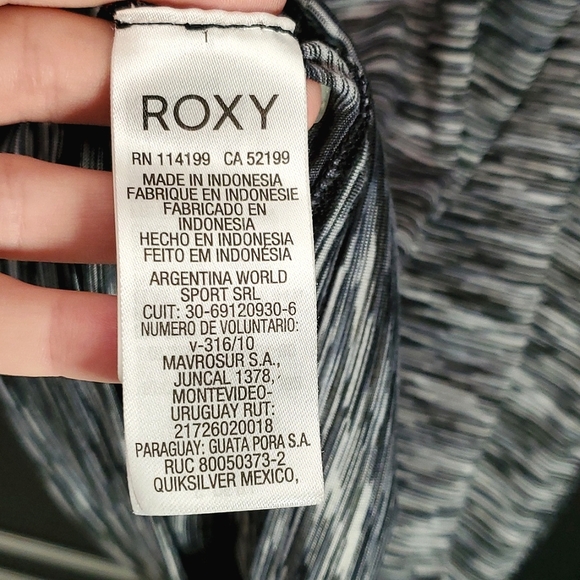 ROXY
RN 114199 CA 52199
MADE IN INDONESIA
FABRIQUE EN INDONESIE
FABRICADO EN
INDONESIA
HECHO EN INDONESIA
FEITO EM INDONESIA
ARGENTINA WORLD
SPORT SRL
CUIT: 30-69120930-6
NUMERO DE VOLUNTARIO:
v-316/10
MAVROSUR S.A.,
JUNCAL 1378,
MONTEVIDEO-
URUGUAY RUT:
21726020018
PARAGUAY: GUATA PORA S.A.
RUC 80050373-2
QUIKSILVER MEXICO,